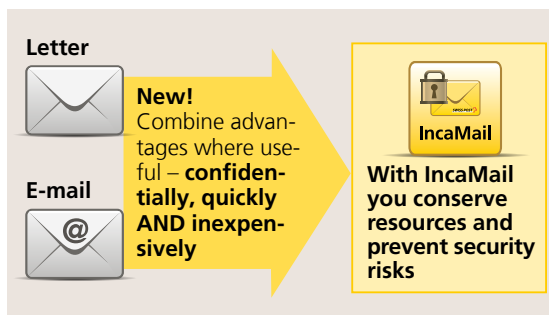 Letter
New!
Combine advan-
tages where use-
ful – confiden-
tially, quickly
AND inexpen-
sively
E-mail
@
SWISS POST
IncaMail
With IncaMail
you conserve
resources and
prevent security
risks